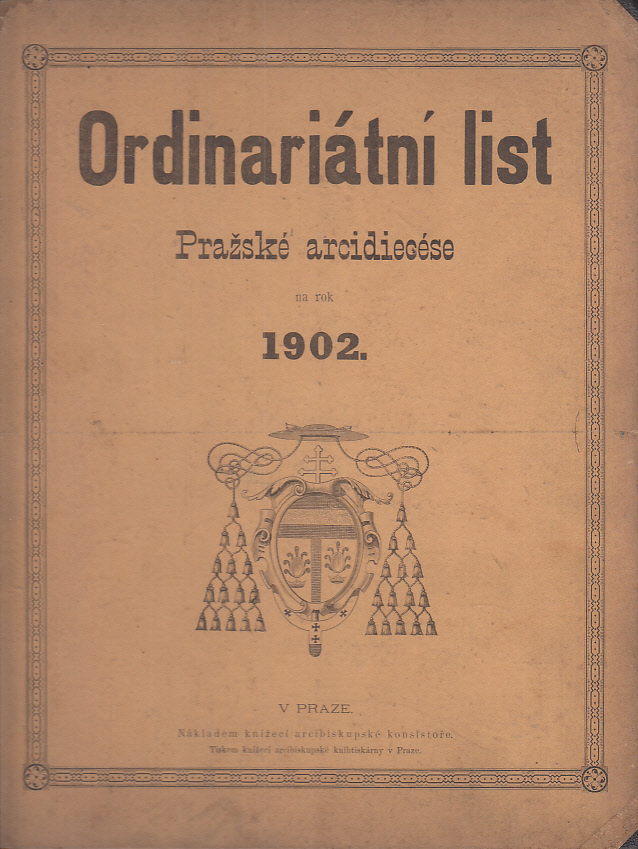 Ordinariátní list
Pražské arcidiecése
na rok
1902.
V PRAZE.
Nákladem knížecí arcibiskupské konsistoře.
Tiskem knížecí arcibiskupské knihtiskárny v Praze.